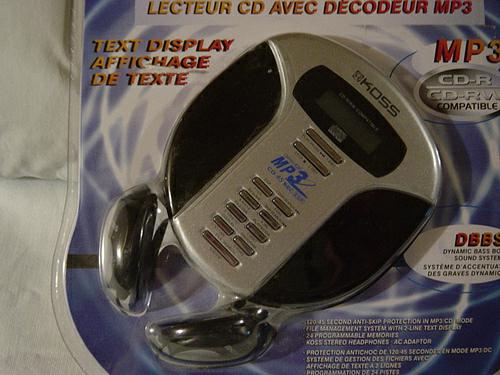 LECTEUR CD AVEC DÉCODEUR MP3
TEXT DISPLAY
AFFICHAGE
DE TEXTE
MP3
CD-R
CD-RW
COMPATIBLE
KOSS
MP3
DBBS
DYNAMIC BASS BO
SOUND SYSTEM
SYSTÈME D'ACCENTUA
DES GRAVES DYNAMIQ
120/45 SECOND ANTI-SKIP PROTECTION IN MP3/CD MODE
FILE MANAGEMENT SYSTEM WITH 2-LINE TEXT DISPLAY
24 PROGRAMMABLE MEMORIES
KOSS STEREO HEADPHONES · AC ADAPTOR
PROTECTION ANTICHOC DE 120/45 SECONDES EN MODE MP3/DC
SYSTÈME DE GESTION DES FICHIERS AVEC
AFFICHAGE DE TEXTE À 2 LIGNES
PROGRAMMATION DE 24 PISTES